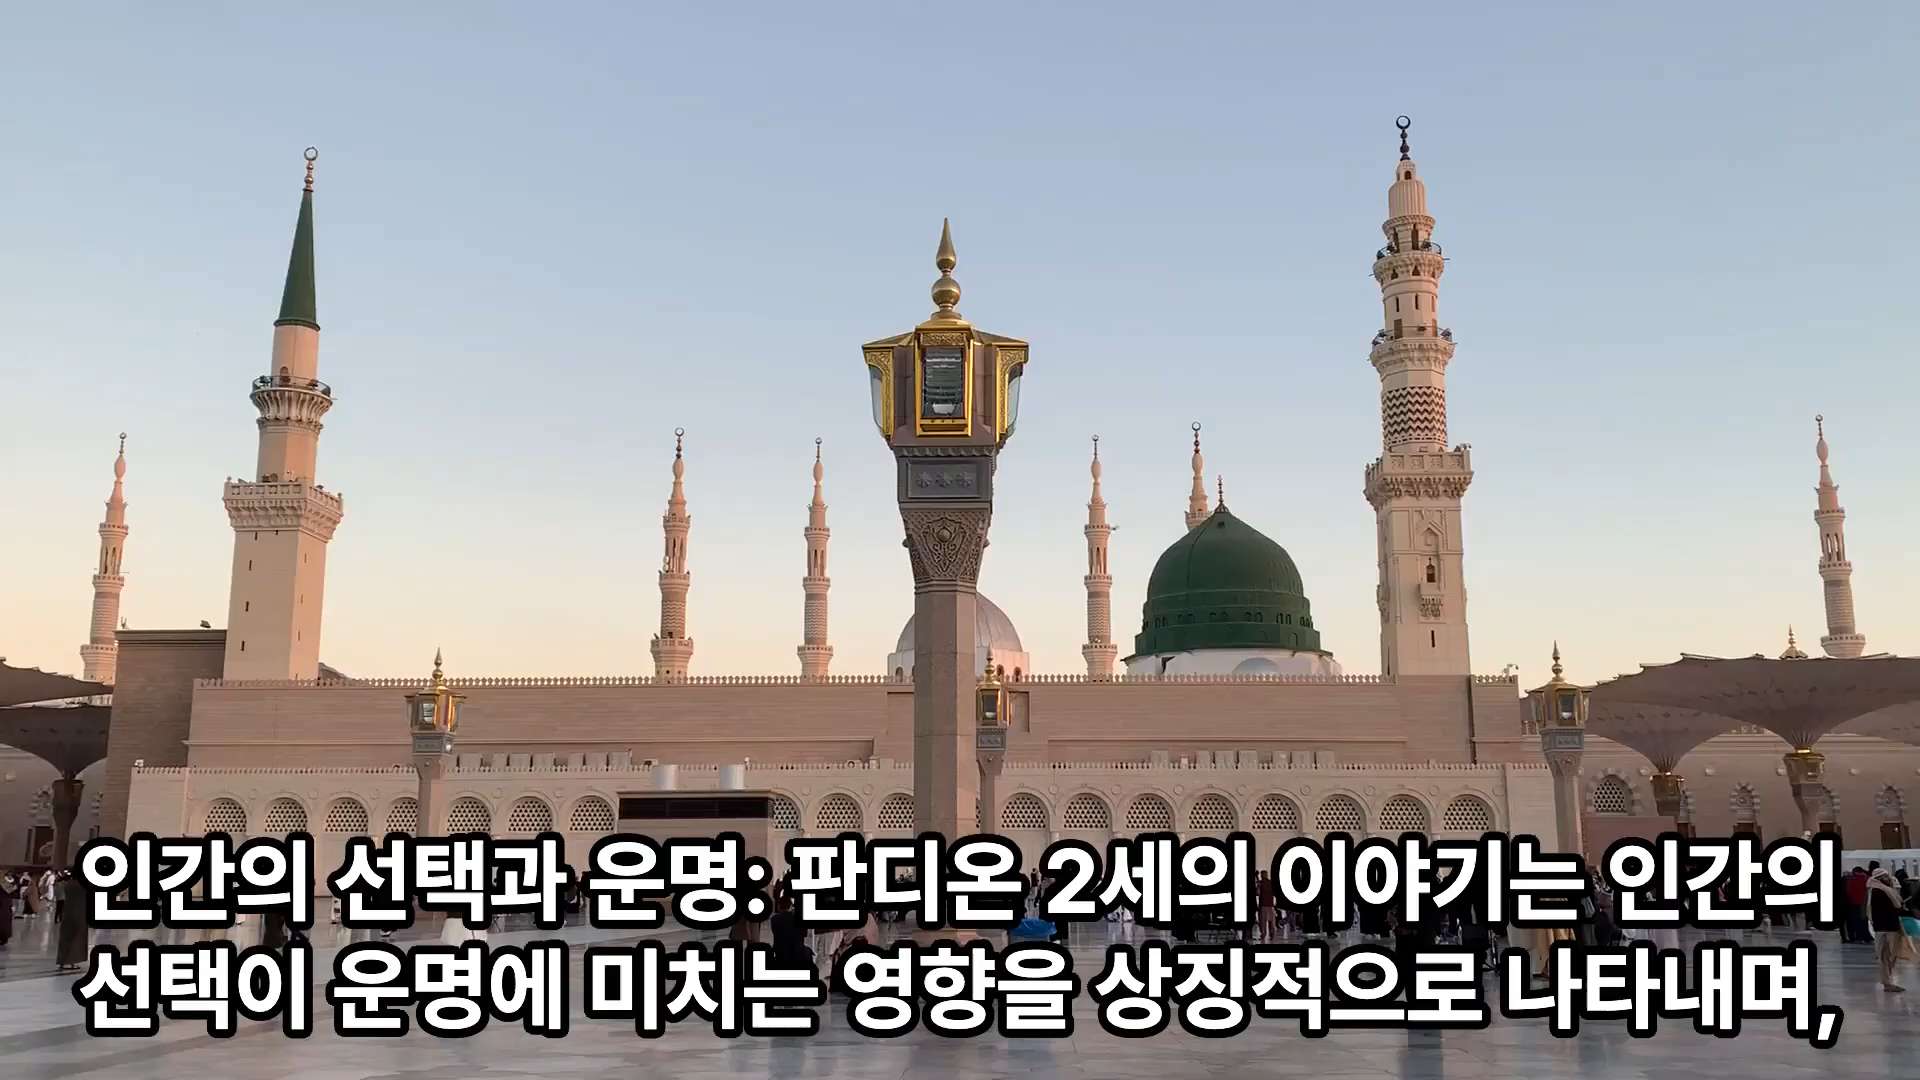 인간의 선택과 운명: 판디온 2세의 이야기는 인간의
선택이 운명에 미치는 영향을 상징적으로 나타내며,